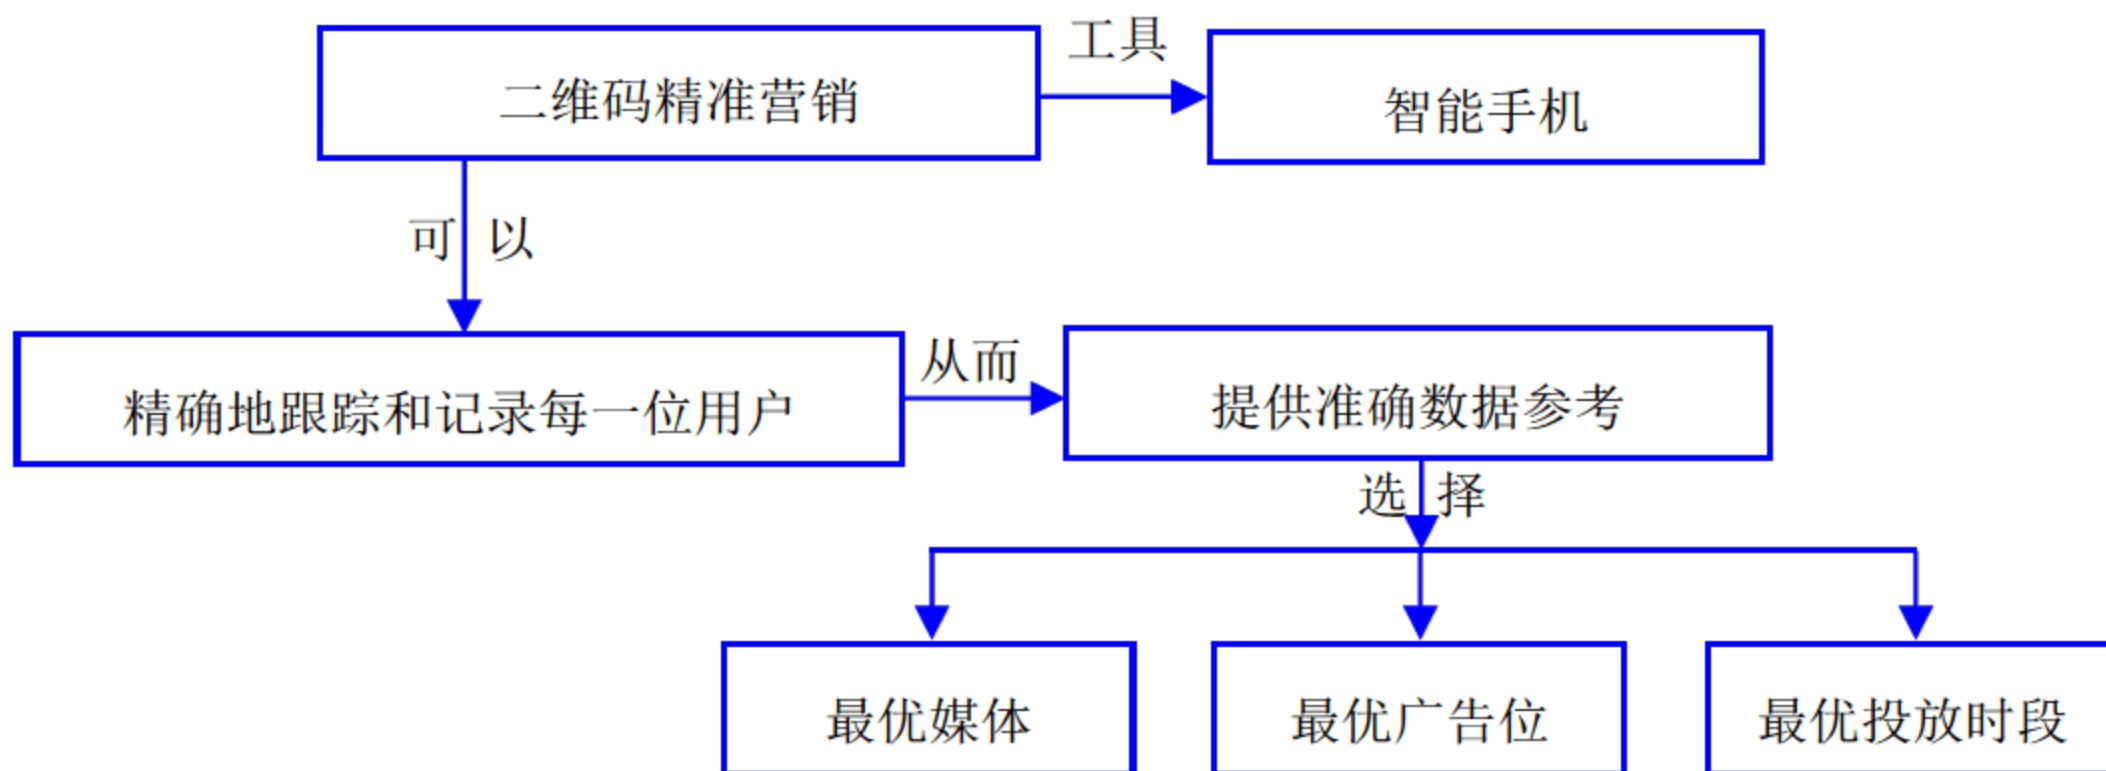 工具
二维码精准营销
智能手机
可 以
从而
精确地跟踪和记录每一位用户
提供准确数据参考
选 择
最优媒体
最优广告位
最优投放时段